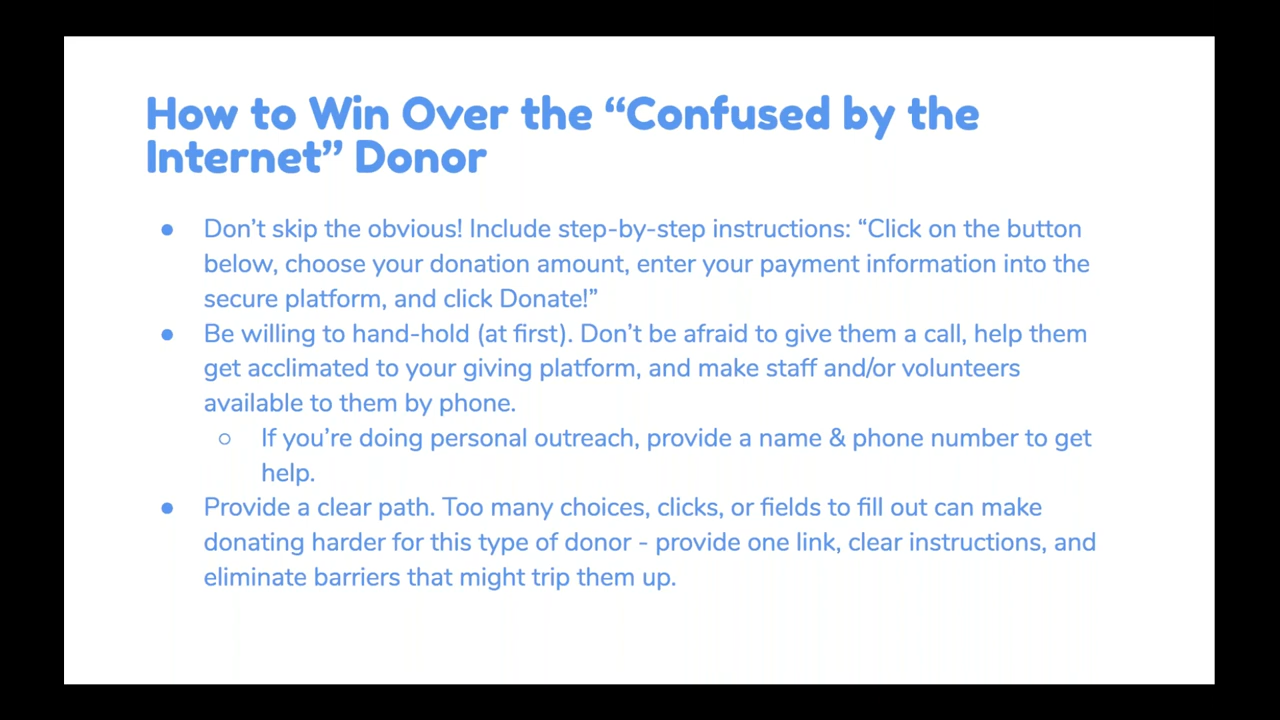 How to Win Over the “Confused by the
Internet” Donor
● Don’t skip the obvious! Include step-by-step instructions: “Click on the button
below, choose your donation amount, enter your payment information into the
secure platform, and click Donate!”
● Be willing to hand-hold (at first). Don’t be afraid to give them a call, help them
get acclimated to your giving platform, and make staff and/or volunteers
available to them by phone.
○ If you’re doing personal outreach, provide a name & phone number to get
help.
● Provide a clear path. Too many choices, clicks, or fields to fill out can make
donating harder for this type of donor - provide one link, clear instructions, and
eliminate barriers that might trip them up.